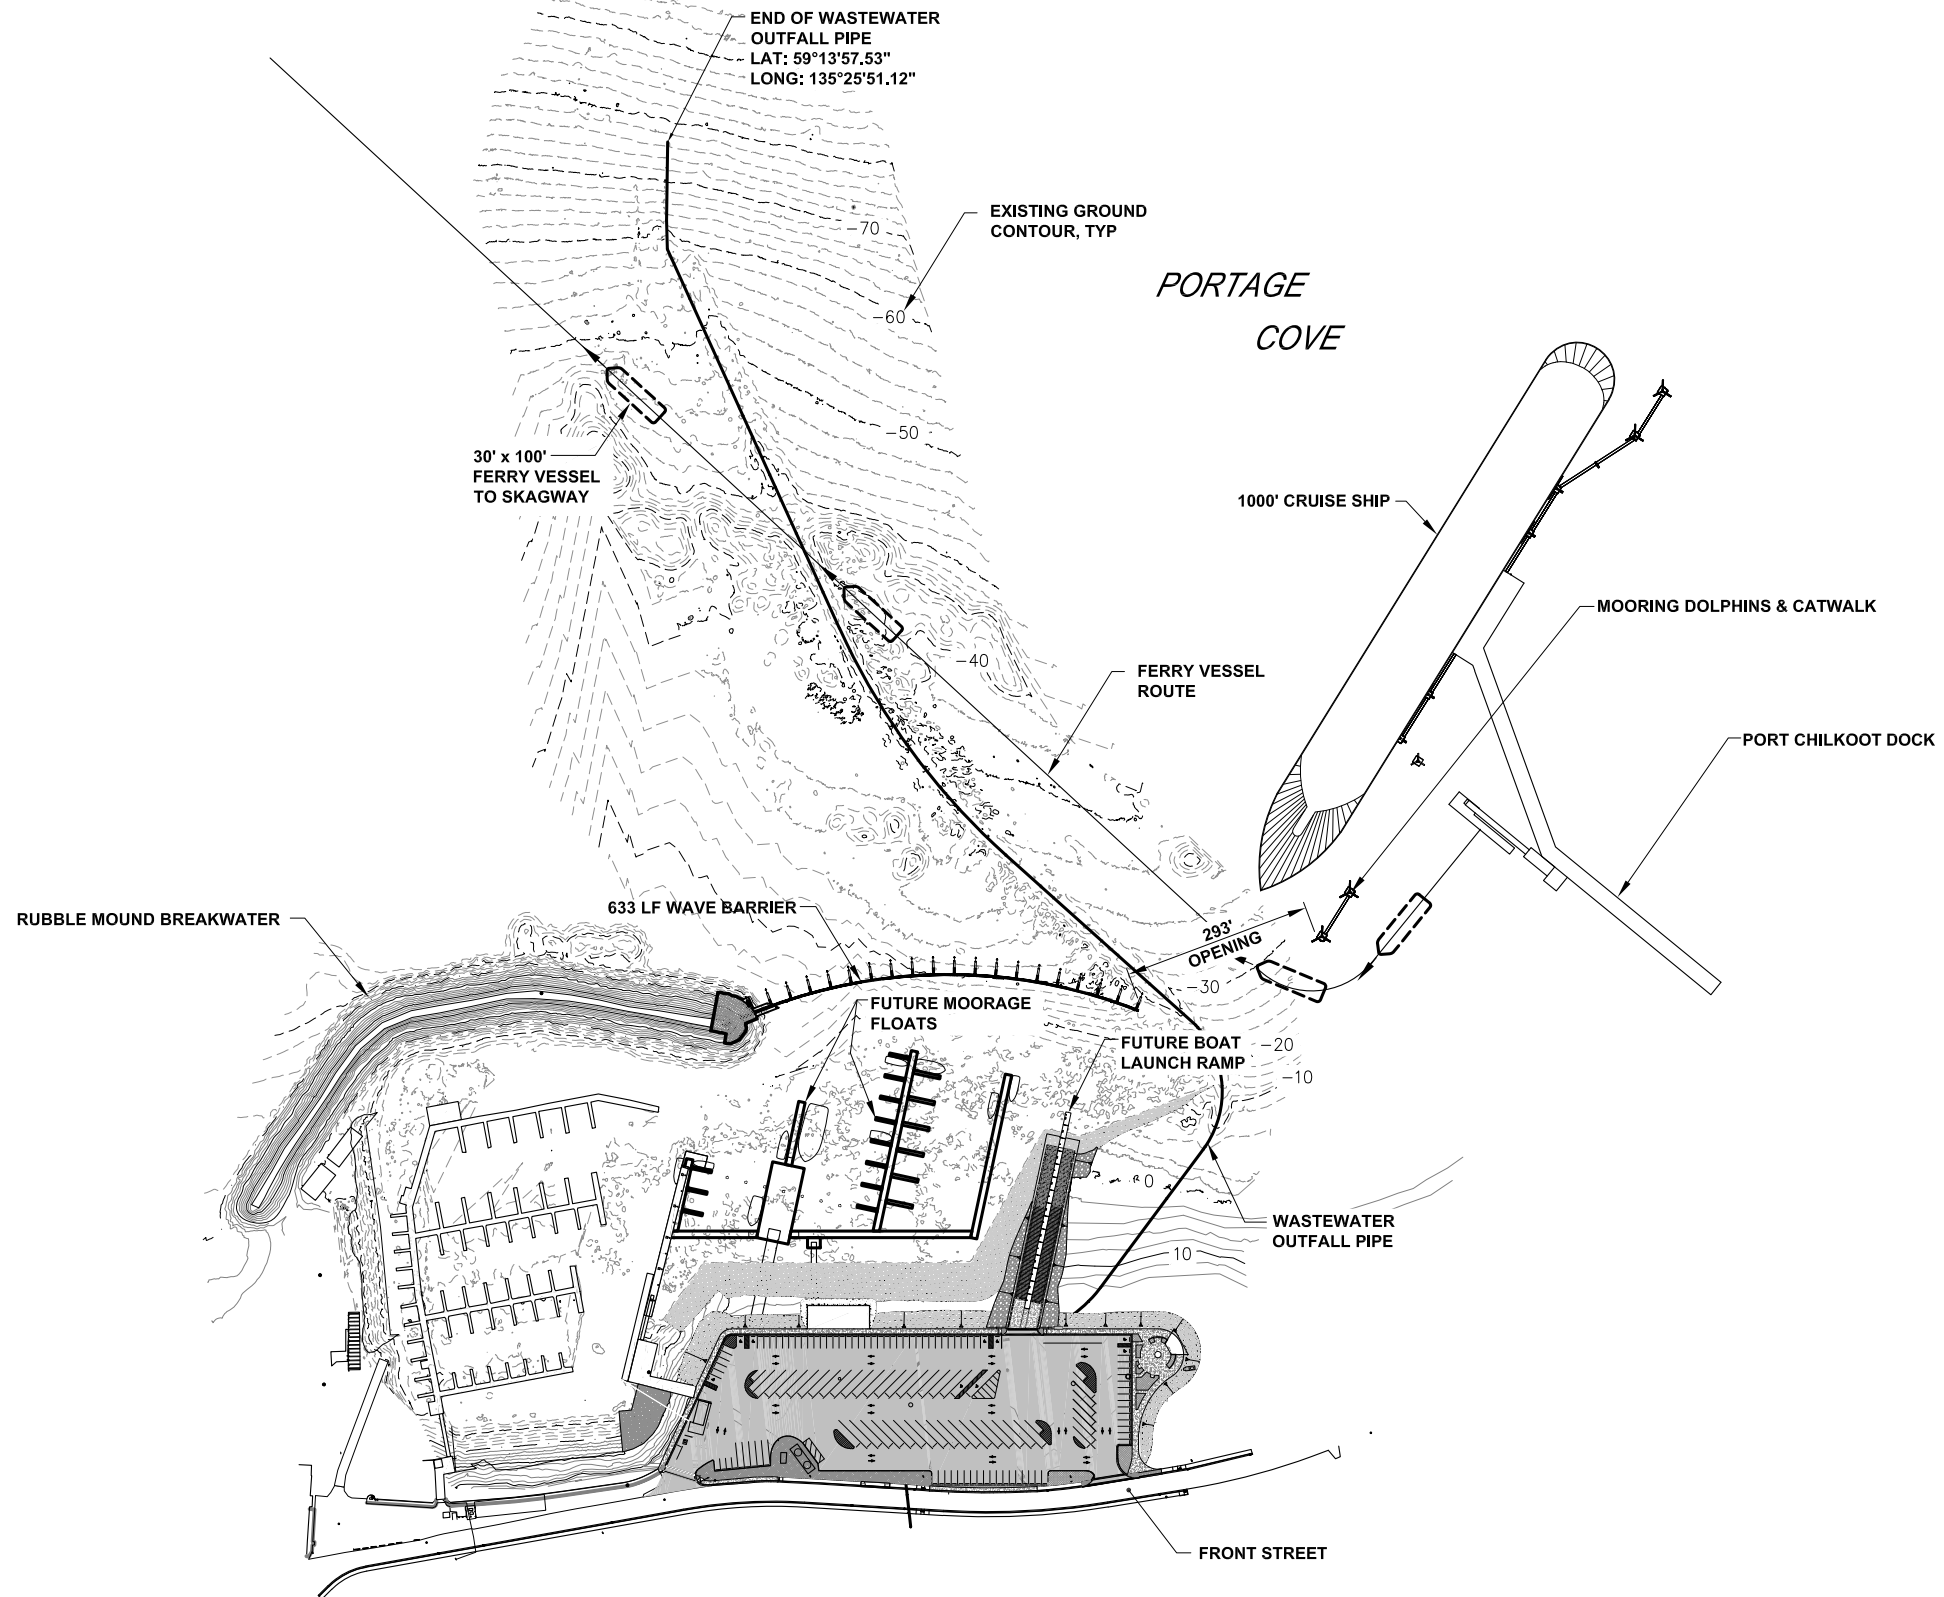 END OF WASTEWATER
OUTFALL PIPE
LAT: 59°13'57.53"
LONG: 135°25'51.12"
EXISTING GROUND
CONTOUR, TYP
-70
PORTAGE
COVE
-60
-50
30' x 100'
FERRY VESSEL
TO SKAGWAY
1000' CRUISE SHIP
MOORING DOLPHINS & CATWALK
-40
FERRY VESSEL
ROUTE
PORT CHILKOOT DOCK
RUBBLE MOUND BREAKWATER
633 LF WAVE BARRIER
293'
OPENING
-30
FUTURE MOORAGE
FLOATS
FUTURE BOAT
LAUNCH RAMP
-20
-10
0
WASTEWATER
OUTFALL PIPE
10
FRONT STREET